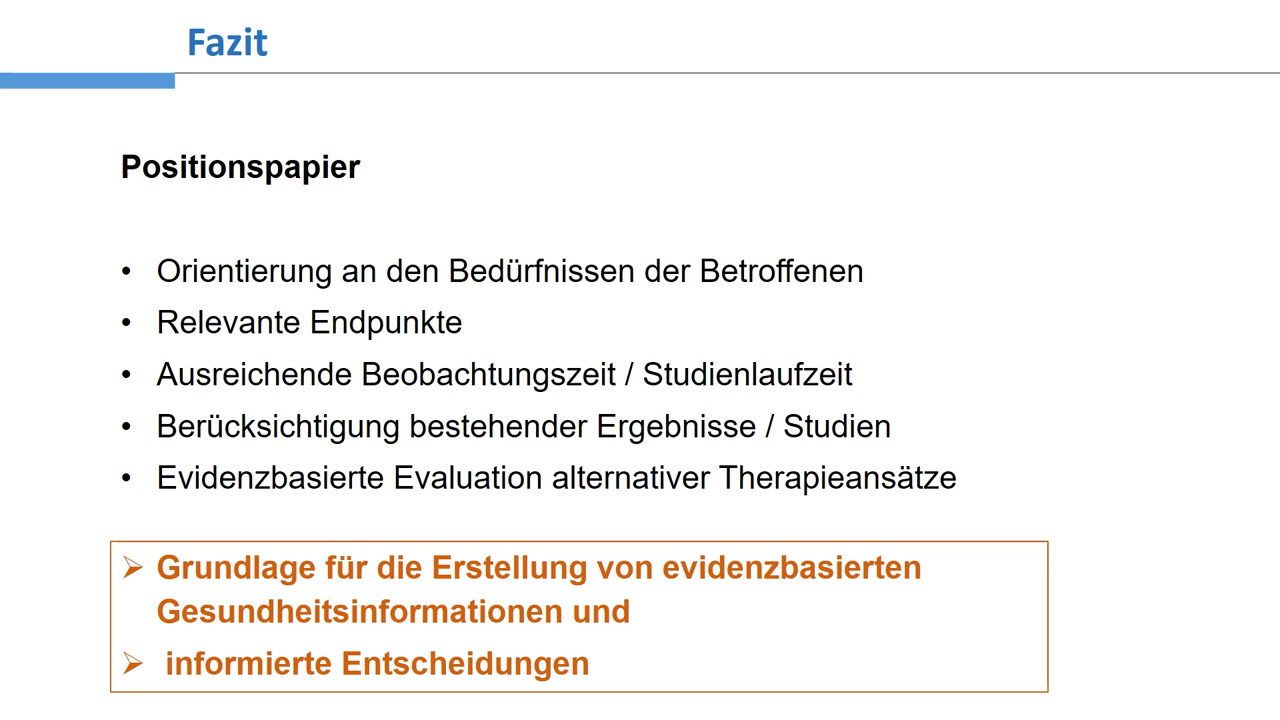 Fazit
Positionspapier
• Orientierung an den Bedürfnissen der Betroffenen
• Relevante Endpunkte
• Ausreichende Beobachtungszeit / Studienlaufzeit
• Berücksichtigung bestehender Ergebnisse / Studien
• Evidenzbasierte Evaluation alternativer Therapieansätze
➢ Grundlage für die Erstellung von evidenzbasierten
Gesundheitsinformationen und
➢ informierte Entscheidungen